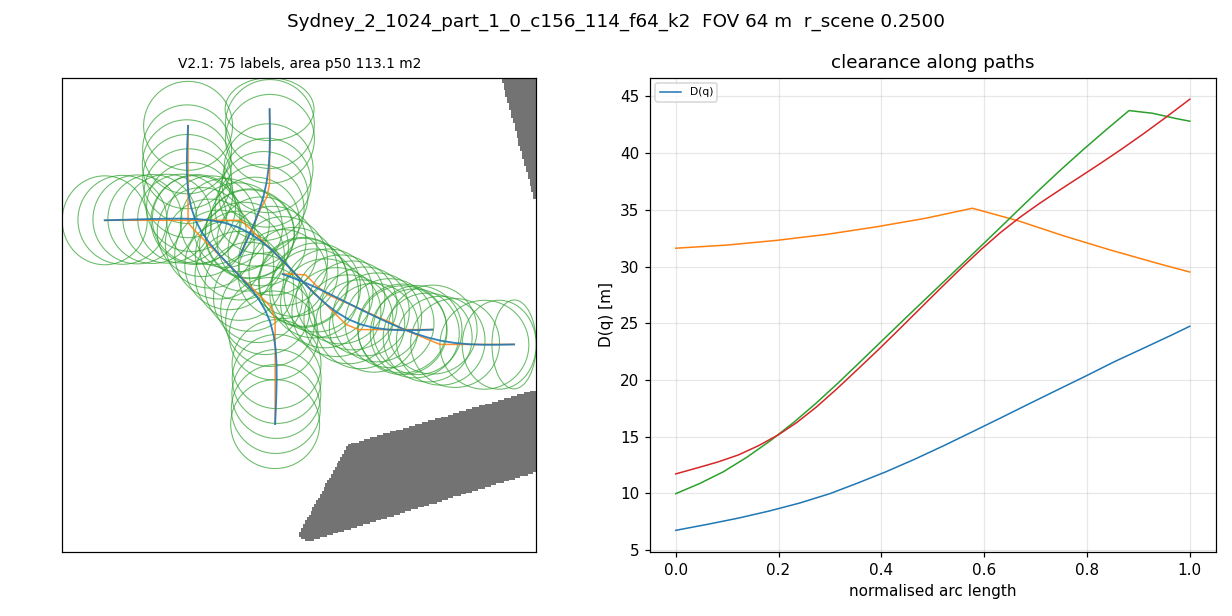 Sydney_2_1024_part_1_0_c156_114_f64_k2 FOV 64 m r_scene 0.2500
V2.1: 75 labels, area p50 113.1 m2
clearance along paths
D(q)
45
40
35
30
25
20
15
10
5
D(q) [m]
0.0 0.2 0.4 0.6 0.8 1.0
normalised arc length